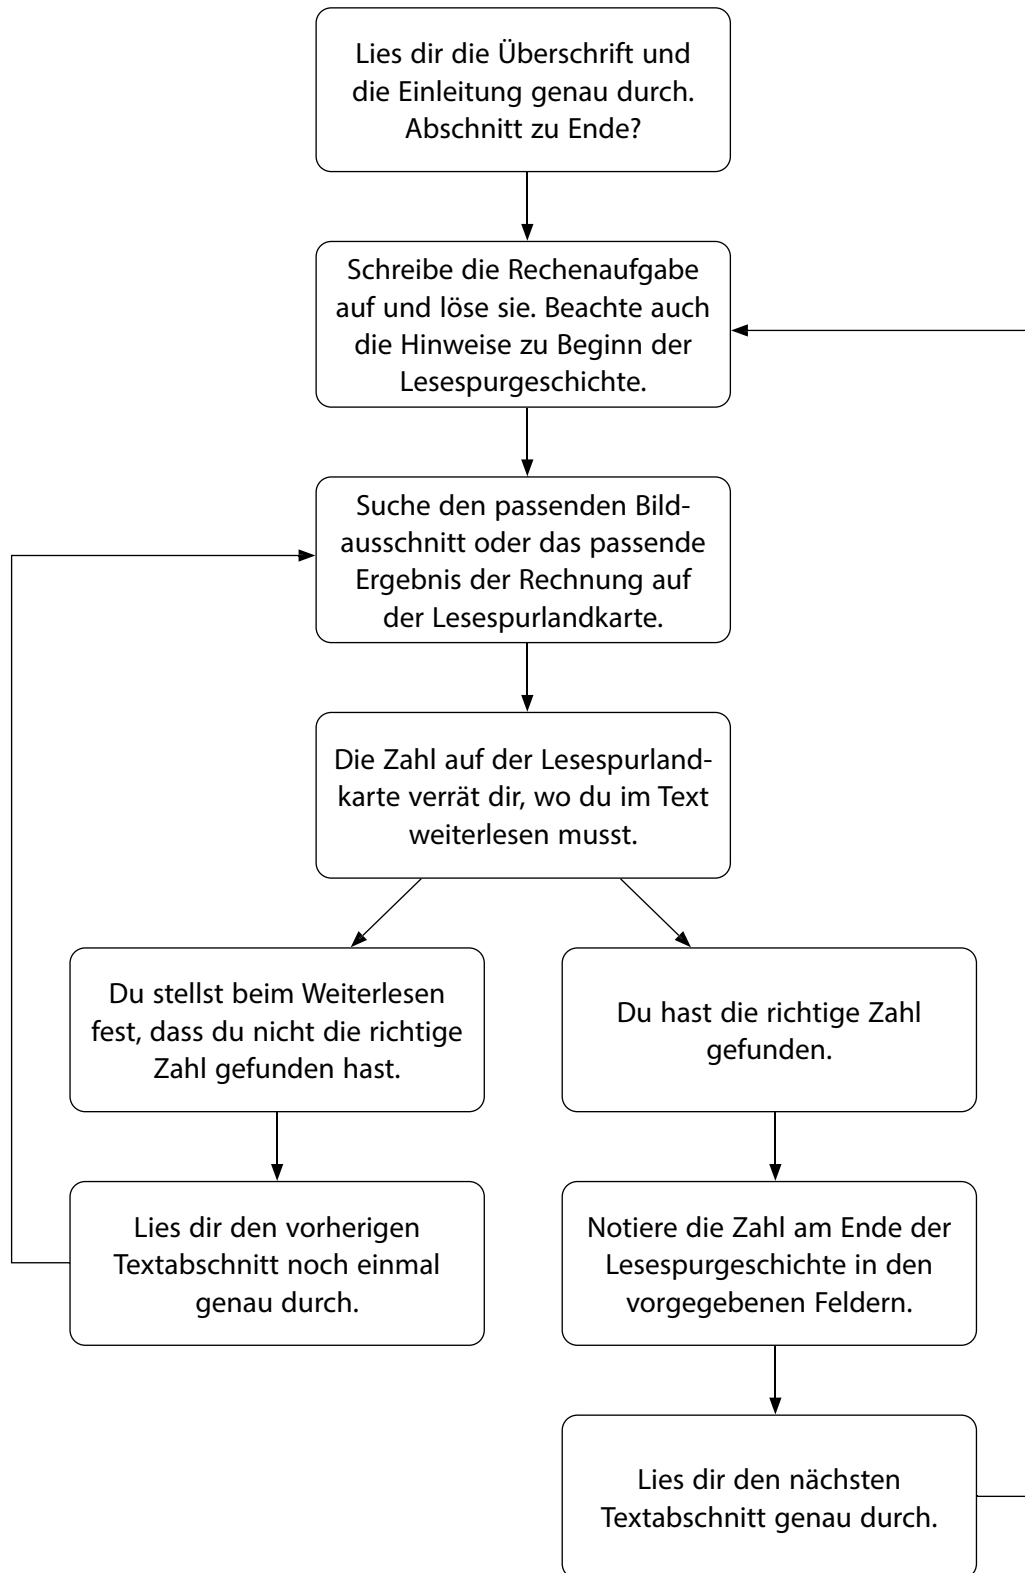 Lies dir die Überschrift und
die Einleitung genau durch.
Abschnitt zu Ende?
Schreibe die Rechenaufgabe
auf und löse sie. Beachte auch
die Hinweise zu Beginn der
Lesespurgeschichte.
Suche den passenden Bild-
ausschnitt oder das passende
Ergebnis der Rechnung auf
der Lesespurlandkarte.
Die Zahl auf der Lesespurland-
karte verrät dir, wo du im Text
weiterlesen musst.
Du stellst beim Weiterlesen
fest, dass du nicht die richtige
Zahl gefunden hast.
Lies dir den vorherigen
Textabschnitt noch einmal
genau durch.
Du hast die richtige Zahl
gefunden.
Notiere die Zahl am Ende der
Lesespurgeschichte in den
vorgegebenen Feldern.
Lies dir den nächsten
Textabschnitt genau durch.